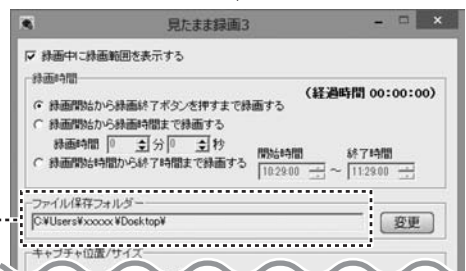 見たまま録画3
録画中に録画範囲を表示する
録画時間
(経過時間 00:00:00)
録画開始から録画終了ボタンを押すまで録画する
録画開始から録画時間まで録画する
録画時間 0 分 0 秒
録画開始時間から終了時間まで録画する
開始時間 終了時間
10:29:00 ~ 11:29:00
ファイル保存フォルダー
C:¥Users¥xxxxx¥Desktop¥
変更
キャプチャ位置/サイズ